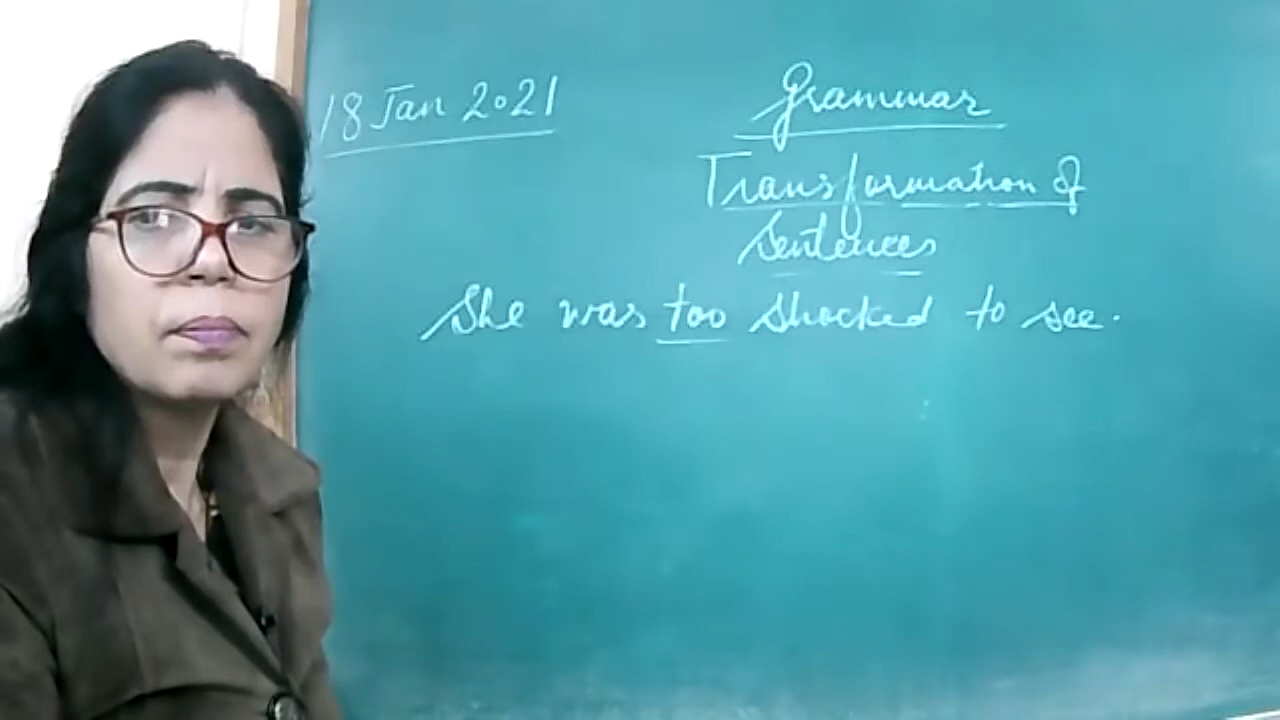 18 Jan 2021
Grammar
Transformation of
Sentences
She was too shocked to see.